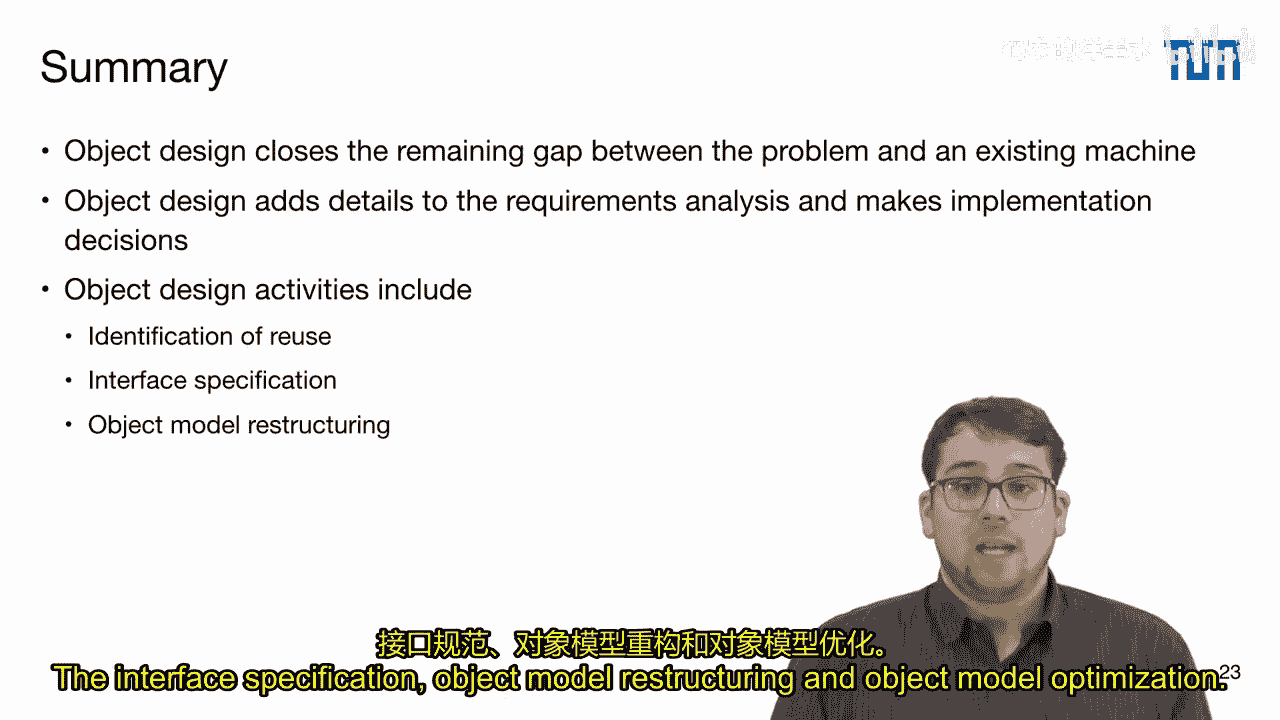 Summary
• Object design closes the remaining gap between the problem and an existing machine
• Object design adds details to the requirements analysis and makes implementation
decisions
• Object design activities include
• Identification of reuse
• Interface specification
• Object model restructuring
接口规范、对象模型重构和对象模型优化。
The interface specification, object model restructuring and object model optimization.
23